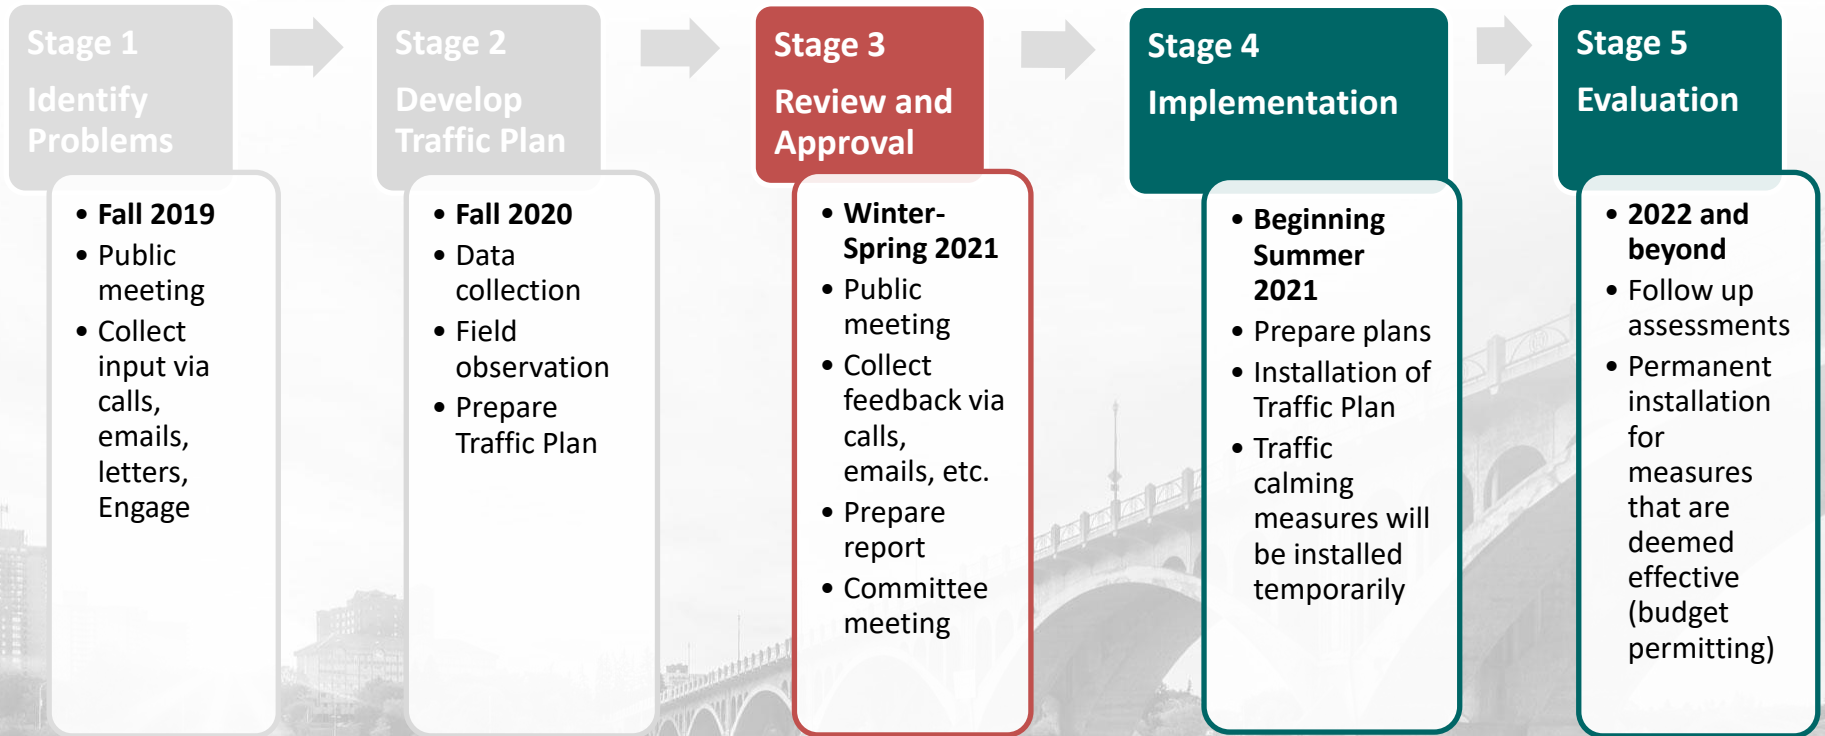 Stage 1
Identify
Problems
• Fall 2019
• Public
meeting
• Collect
input via
calls,
emails,
letters,
Engage
Stage 2
Develop
Traffic Plan
• Fall 2020
• Data
collection
• Field
observation
• Prepare
Traffic Plan
Stage 3
Review and
Approval
• Winter-
Spring 2021
• Public
meeting
• Collect
feedback via
calls,
emails, etc.
• Prepare
report
• Committee
meeting
Stage 4
Implementation
• Beginning
Summer
2021
• Prepare plans
• Installation of
Traffic Plan
• Traffic
calming
measures will
be installed
temporarily
Stage 5
Evaluation
• 2022 and
beyond
• Follow up
assessments
• Permanent
installation
for
measures
that are
deemed
effective
(budget
permitting)